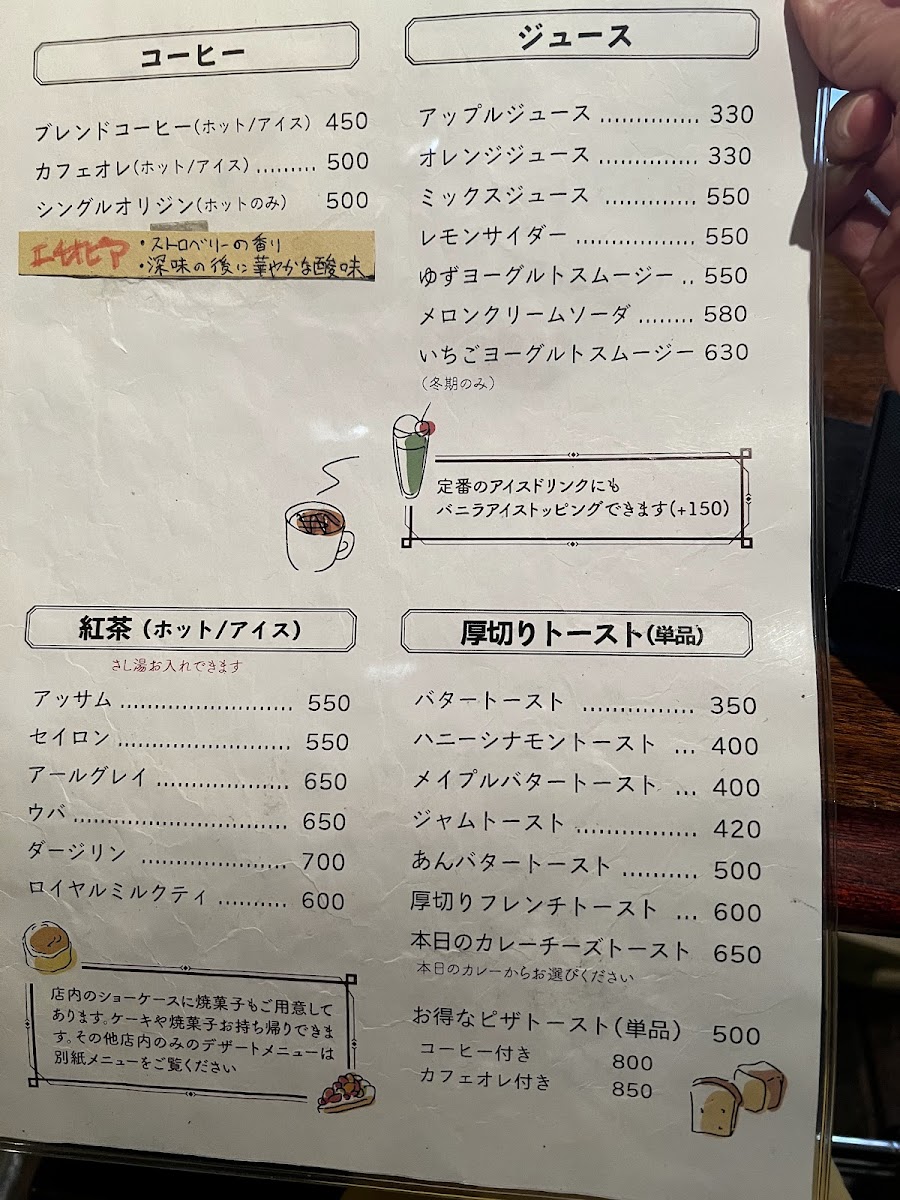 コーヒー
ブレンドコーヒー(ホット/アイス) 450
カフェオレ(ホット/アイス)......... 500
シングルオリジン(ホットのみ) 500
エチオピア
・ストロベリーの香り
・深味の後に華やかな酸味
ジュース
アップルジュース .............. 330
オレンジジュース .............. 330
ミックスジュース ............. 550
レモンサイダー ................. 550
ゆずヨーグルトスムージー .. 550
メロンクリームソーダ ........ 580
いちごヨーグルトスムージー 630
(冬期のみ)
定番のアイスドリンクにも
バニラアイストッピングできます(+150)
紅茶(ホット/アイス)
さし湯お入れできます
アッサム ......................... 550
セイロン ......................... 550
アールグレイ ................... 650
ウバ ............................... 650
ダージリン ..................... 700
ロイヤルミルクティ .......... 600
店内のショーケースに焼菓子もご用意して
あります。ケーキや焼菓子お持ち帰りできま
す。その他店内のみのデザートメニューは
別紙メニューをご覧ください
厚切りトースト(単品)
バタートースト ................ 350
ハニーシナモントースト ... 400
メイプルバタートースト ... 400
ジャムトースト ................. 420
あんバタートースト ........... 500
厚切りフレンチトースト ... 600
本日のカレーチーズトースト 650
本日のカレーからお選びください
お得なピザトースト(単品) 500
コーヒー付き 800
カフェオレ付き 850